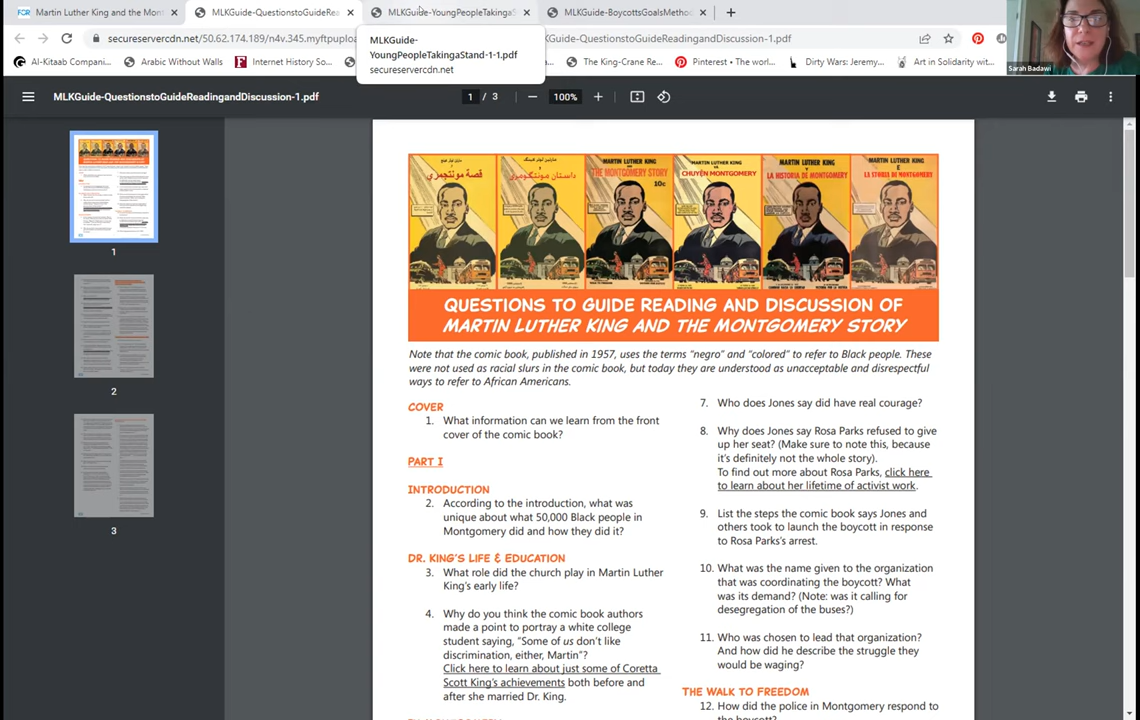 Martin Luther King and the Mont
MLKGuide-QuestionstoGuideRea
MLKGuide-YoungPeopleTakingaS
MLKGuide-BoycottsGoalsMethod
secureservercdn.net/50.62.174.189/n4v.345.myftpuploa
GKGuide-QuestionstoGuideReadingandDiscussion-1.pdf
MLKGuide-
YoungPeopleTakingaStand-1-1.pdf
securservercdn.net
Al-Kitaab Compani...
Arabic Without Walls
Internet History So...
The King-Crane Re...
Pinterest • The worl...
Dirty Wars: Jeremy...
Art in Solidarity wit...
Sarah Badawi
MLKGuide-QuestionstoGuideReadingandDiscussion-1.pdf
1 / 3
100%
1
2
3
مارتن لوثر كينغ
قصة مونتجمري
داستان مونتگومری
MARTIN LUTHER KING
AND
THE MONTGOMERY STORY
10c
MARTIN LUTHER KING
VÀ
CHUYỆN MONTGOMERY
MARTIN LUTHER KING
Y
LA HISTORIA DE MONTGOMERY
MARTIN LUTHER KING
E
LA STORIA DE MONTGOMERY
QUESTIONS TO GUIDE READING AND DISCUSSION OF
MARTIN LUTHER KING AND THE MONTGOMERY STORY
Note that the comic book, published in 1957, uses the terms “negro” and “colored” to refer to Black people. These
were not used as racial slurs in the comic book, but today they are understood as unacceptable and disrespectful
ways to refer to African Americans.
COVER
1. What information can we learn from the front
cover of the comic book?
PART I
INTRODUCTION
2. According to the introduction, what was
unique about what 50,000 Black people in
Montgomery did and how they did it?
DR. KING'S LIFE & EDUCATION
3. What role did the church play in Martin Luther
King's early life?
4. Why do you think the comic book authors
made a point to portray a white college
student saying, “Some of us don't like
discrimination, either, Martin”?
Click here to learn about just some of Coretta
Scott King's achievements both before and
after she married Dr. King.
7. Who does Jones say did have real courage?
8. Why does Jones say Rosa Parks refused to give
up her seat? (Make sure to note this, because
it's definitely not the whole story).
To find out more about Rosa Parks, click here
to learn about her lifetime of activist work.
9. List the steps the comic book says Jones and
others took to launch the boycott in response
to Rosa Parks's arrest.
10. What was the name given to the organization
that was coordinating the boycott? What
was its demand? (Note: was it calling for
desegregation of the buses?)
11. Who was chosen to lead that organization?
And how did he describe the struggle they
would be waging?
THE WALK TO FREEDOM
12. How did the police in Montgomery respond to
the boycott?